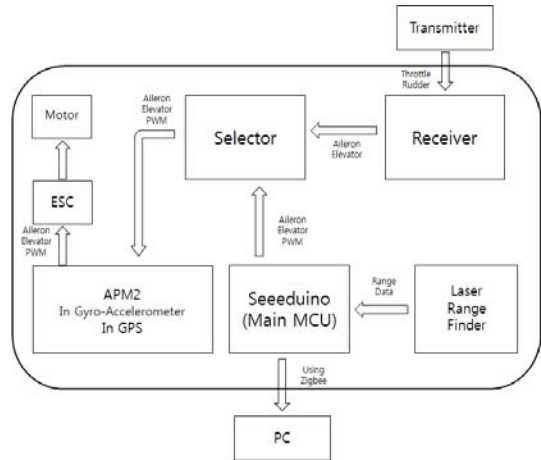 Transmitter
Throttle
Rudder
Motor
Aileron
Elevator
PWM
Selector
Aileron
Elevator
Receiver
ESC
Aileron
Elevator
PWM
Aileron
Elevator
PWM
APM2
In Gyro-Accelerometer
In GPS
Seeeduino
(Main MCU)
Range
Data
Laser
Range
Finder
Using
Zigbee
PC